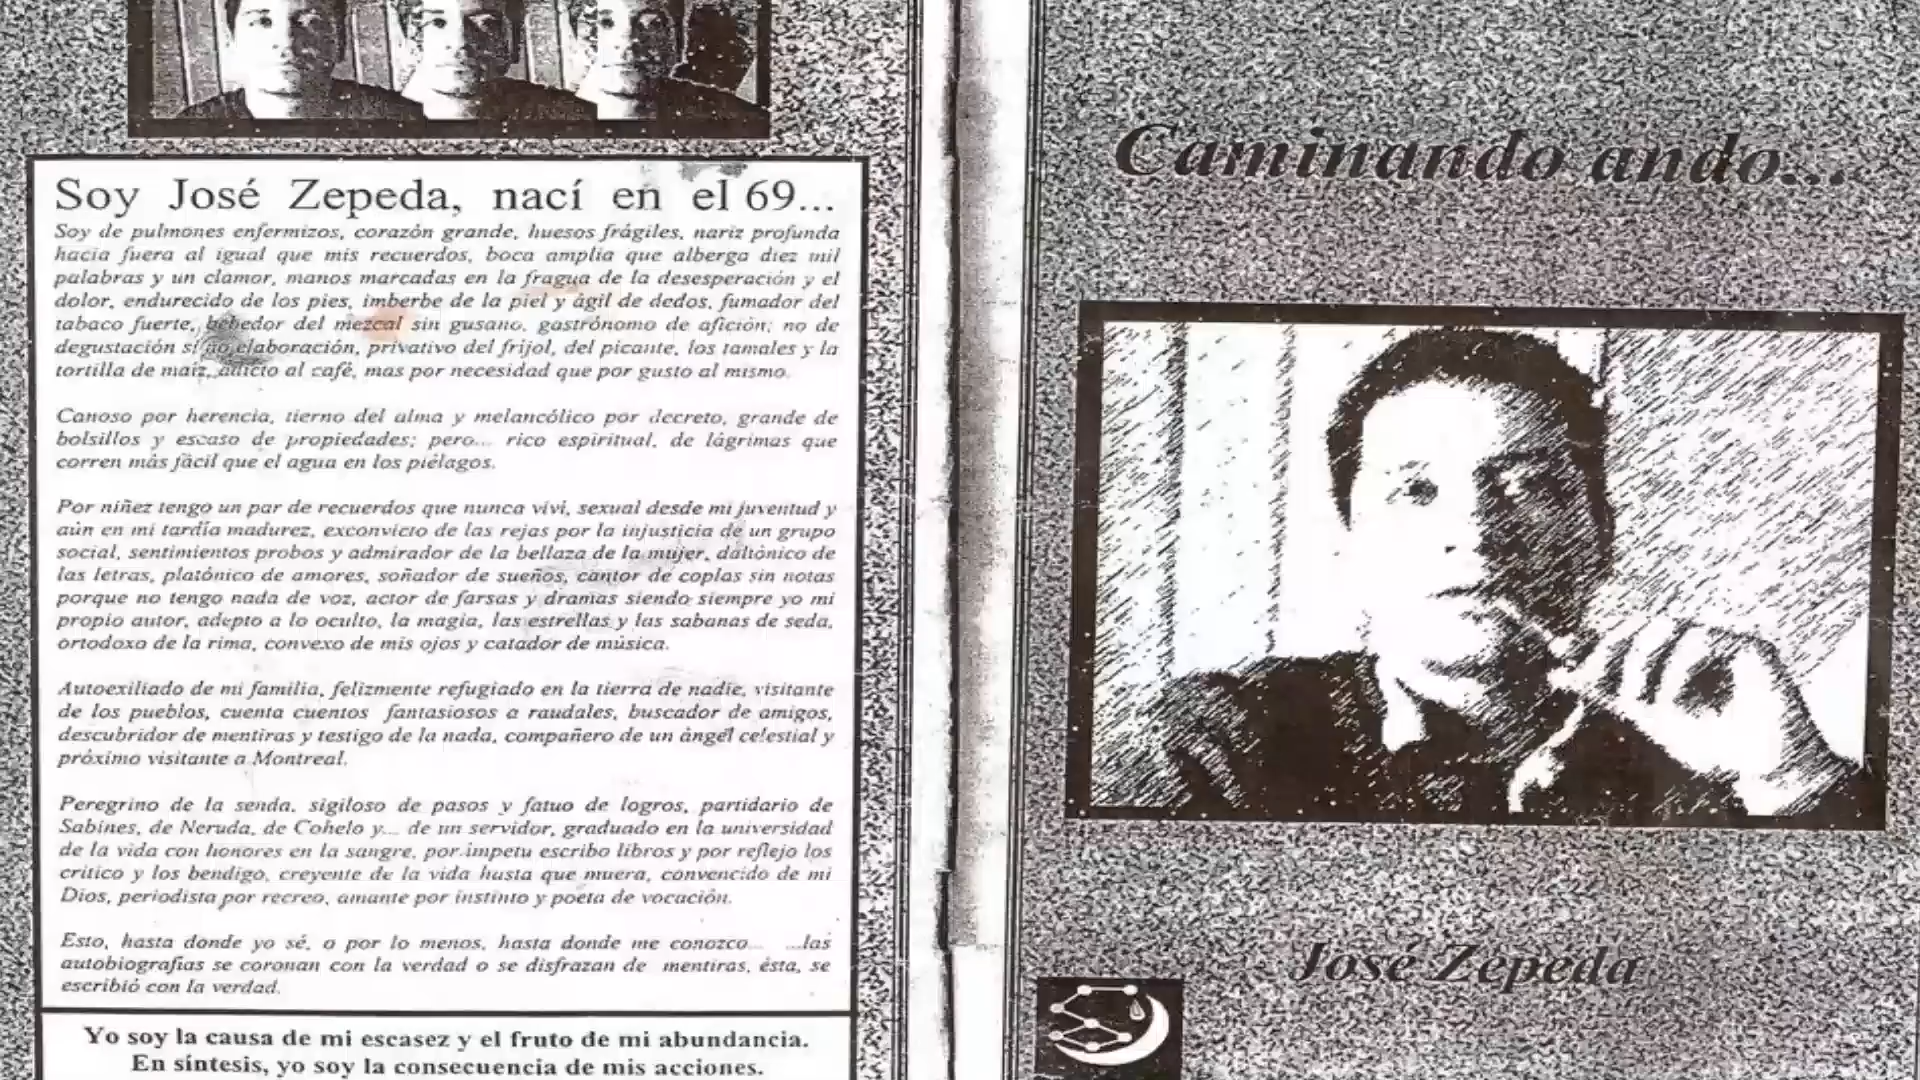 Soy José Zepeda, nací en el 69...
Soy de pulmones enfermizos, corazón grande, huesos frágiles, nariz profunda
hacia fuera al igual que mis recuerdos, boca amplia que alberga diez mil
palabras y un clamor, manos marcadas en la fragua de la desesperación y el
dolor, endurecido de los pies, imberbe de la piel y ágil de dedos, fumador del
tabaco fuerte, bebedor del mezcal sin gusano, gastrónomo de afición; no de
degustación si no elaboración, privativo del frijol, del picante, los tamales y la
tortilla de maíz, adicto al café, mas por necesidad que por gusto al mismo.
Canoso por herencia, tierno del alma y melancólico por decreto, grande de
bolsillos y escaso de propiedades; pero... rico espiritual, de lágrimas que
corren más fácil que el agua en los piélagos.
Por niñez tengo un par de recuerdos que nunca viví, sexual desde mi juventud y
aún en mi tardía madurez, exconvicto de las rejas por la injusticia de un grupo
social, sentimientos probos y admirador de la bellaza de la mujer, daltónico de
las letras, platónico de amores, soñador de sueños, cantor de coplas sin notas
porque no tengo nada de voz, actor de farsas y dramas siendo siempre yo mi
propio autor, adepto a lo oculto, la magia, las estrellas y las sabanas de seda,
ortodoxo de la rima, convexo de mis ojos y catador de música.
Autoexiliado de mi familia, felizmente refugiado en la tierra de nadie, visitante
de los pueblos, cuenta cuentos fantasiosos a raudales, buscador de amigos,
descubridor de mentiras y testigo de la nada, compañero de un ángel celestial y
próximo visitante a Montreal.
Peregrino de la senda, sigiloso de pasos y fatuo de logros, partidario de
Sabines, de Neruda, de Cohelo y... de un servidor, graduado en la universidad
de la vida con honores en la sangre, por ímpetu escribo libros y por reflejo los
critico y los bendigo, creyente de la vida hasta que muera, convencido de mi
Dios, periodista por recreo, amante por instinto y poeta de vocación.
Esto, hasta donde yo sé, o por lo menos, hasta donde me conozco... ...las
autobiografías se coronan con la verdad o se disfrazan de mentiras, ésta, se
escribió con la verdad.
Yo soy la causa de mi escasez y el fruto de mi abundancia.
En síntesis, yo soy la consecuencia de mis acciones.
Caminando ando...
José Zepeda